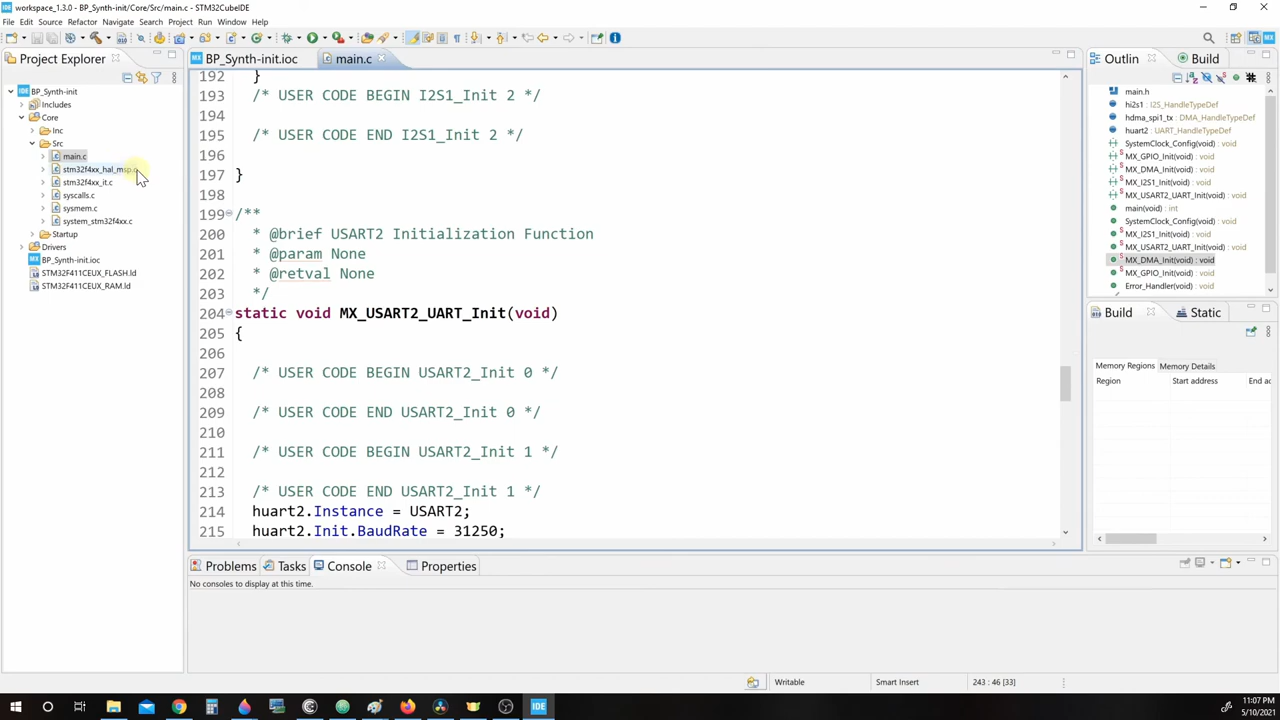 workspace_1.3.0 - BP_Synth-init/Core/Src/main.c - STM32CubeIDE
File Edit Source Refactor Navigate Search Project Run Window Help
Project Explorer
BP_Synth-init
Includes
Core
Inc
Src
main.c
stm32f4xx_hal_msp.c
stm32f4xx_it.c
syscalls.c
sysmem.c
system_stm32f4xx.c
Startup
Drivers
BP_Synth-init.ioc
STM32F411CEUX_FLASH.ld
STM32F411CEUX_RAM.ld
BP_Synth-init.ioc main.c
192 }
193 /* USER CODE BEGIN I2S1_Init 2 */
194
195 /* USER CODE END I2S1_Init 2 */
196
197 }
198
199 /**
200 * @brief USART2 Initialization Function
201 * @param None
202 * @retval None
203 */
204 static void MX_USART2_UART_Init(void)
205 {
206
207 /* USER CODE BEGIN USART2_Init 0 */
208
209 /* USER CODE END USART2_Init 0 */
210
211 /* USER CODE BEGIN USART2_Init 1 */
212
213 /* USER CODE END USART2_Init 1 */
214 huart2.Instance = USART2;
215 huart2.Init.BaudRate = 31250;
Outlin Build
main.h
hi2s1 : I2S_HandleTypeDef
hdma_spi1_tx : DMA_HandleTypeDef
huart2 : UART_HandleTypeDef
SystemClock_Config(void) : void
MX_GPIO_Init(void) : void
MX_DMA_Init(void) : void
MX_I2S1_Init(void) : void
MX_USART2_UART_Init(void) : void
main(void) : int
SystemClock_Config(void) : void
MX_I2S1_Init(void) : void
MX_USART2_UART_Init(void) : void
MX_DMA_Init(void) : void
MX_GPIO_Init(void) : void
Error_Handler(void) : void
Build Static
Memory Regions Memory Details
Region Start address End ac
Problems Tasks Console Properties
No consoles to display at this time.
Writable Smart Insert 243 : 46 [33]
IDE
11:07 PM
5/10/2021